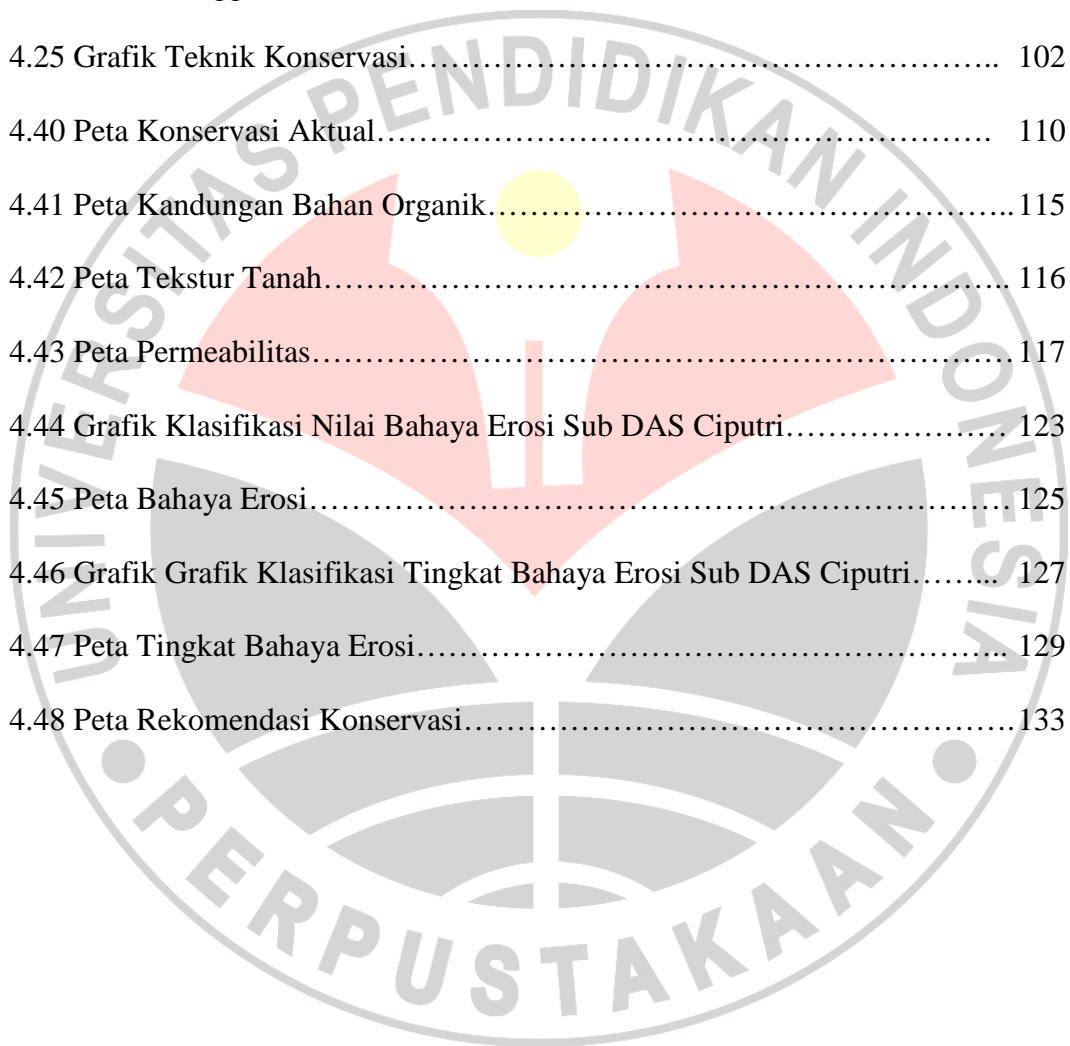 4.25 Grafik Teknik Konservasi……………………………………………………….. 102
4.40 Peta Konservasi Aktual…………………………………………………………. 110
4.41 Peta Kandungan Bahan Organik………………………………………………….. 115
4.42 Peta Tekstur Tanah……………………………………………………………….. 116
4.43 Peta Permeabilitas………………………………………………………………… 117
4.44 Grafik Klasifikasi Nilai Bahaya Erosi Sub DAS Ciputri………………… 123
4.45 Peta Bahaya Erosi…………………………………………………………………. 125
4.46 Grafik Grafik Klasifikasi Tingkat Bahaya Erosi Sub DAS Ciputri……... 127
4.47 Peta Tingkat Bahaya Erosi……………………………………………………….. 129
4.48 Peta Rekomendasi Konservasi……………………………………………………. 133
UNIVERSITAS PENDIDIKAN INDONESIA
PERPUSTAKAAN